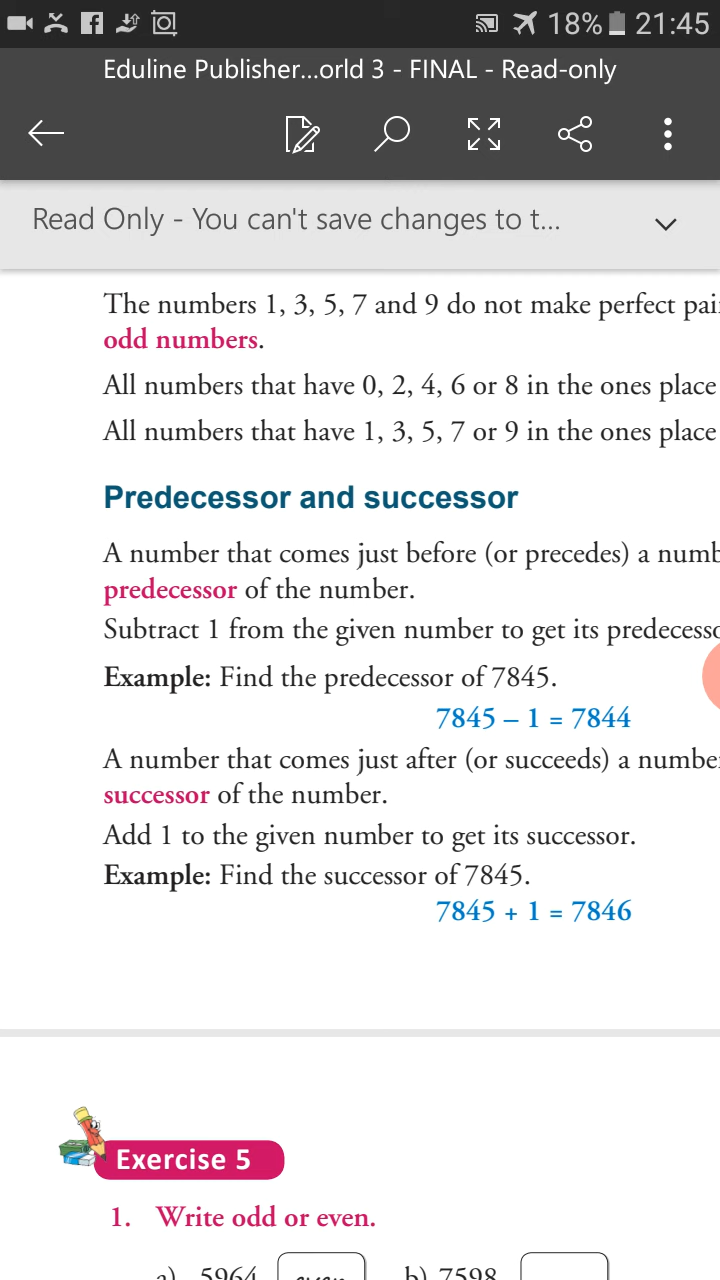 18% 21:45
Eduline Publisher...orld 3 - FINAL - Read-only
Read Only - You can't save changes to t...
The numbers 1, 3, 5, 7 and 9 do not make perfect
odd numbers.
All numbers that have 0, 2, 4, 6 or 8 in the ones place
All numbers that have 1, 3, 5, 7 or 9 in the ones place
Predecessor and successor
A number that comes just before (or precedes) a
predecessor of the number.
Subtract 1 from the given number to get its
Example: Find the predecessor of 7845.
7845 – 1 = 7844
A number that comes just after (or succeeds) a
successor of the number.
Add 1 to the given number to get its successor.
Example: Find the successor of 7845.
7845 + 1 = 7846
Exercise 5
1. Write odd or even.
a) 5964 even b) 7598